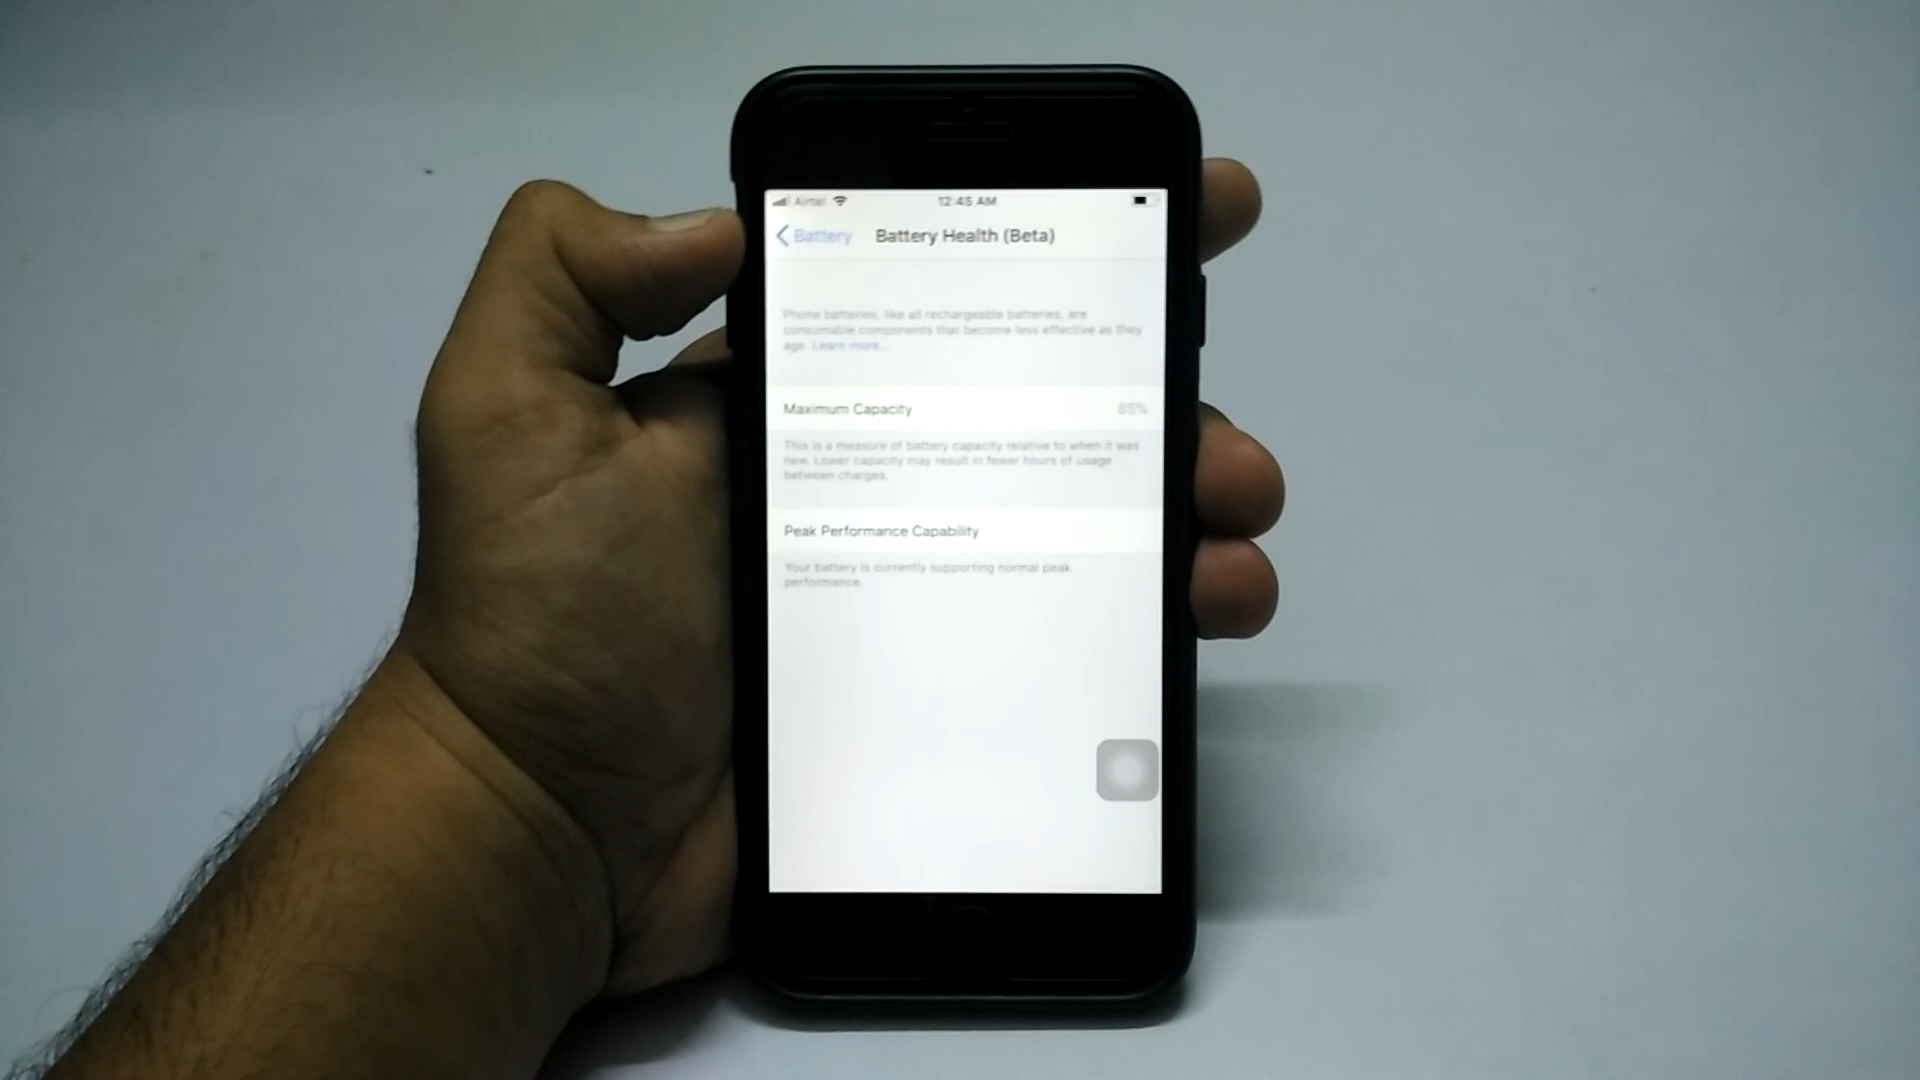 Airtel 12:45 AM
Battery Battery Health (Beta)
Phone batteries, like all rechargeable batteries, are
consumable components that become less effective as they
age. Learn more...
Maximum Capacity 85%
This is a measure of battery capacity relative to when it was
new. Lower capacity may result in fewer hours of usage
between charges.
Peak Performance Capability
Your battery is currently supporting normal peak
performance.